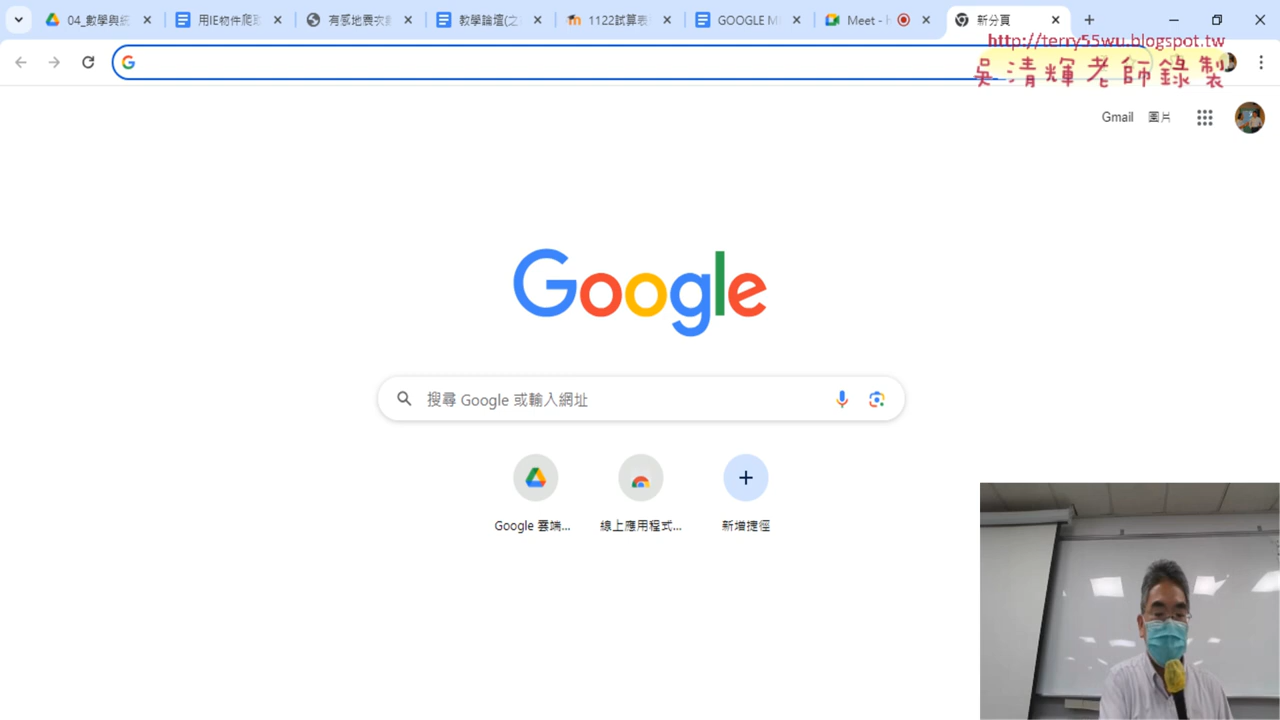 04_數學與統
用IE物件爬取
有感地震次數
教學論壇(之
1122試算表
GOOGLE M
Meet - H
新分頁
http://terry55wu.blogspot.tw
吳清輝老師錄製
Gmail
圖片
Google
搜尋 Google 或輸入網址
Google 雲端...
線上應用程式...
新增捷徑